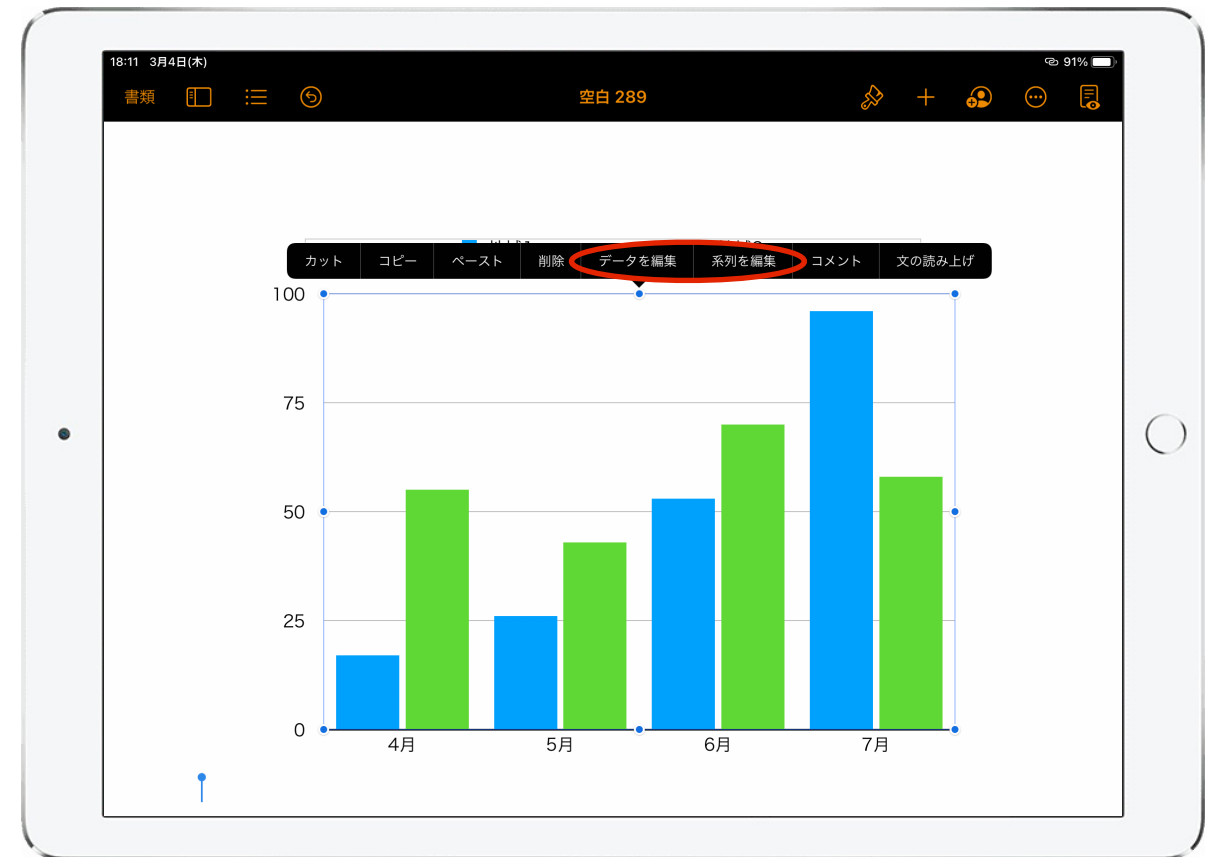 18:11 3月4日(木)
91%
書類
空白 289
カット コピー ペースト 削除 データを編集 系列を編集 コメント 文の読み上げ
100
75
50
25
0
4月 5月 6月 7月